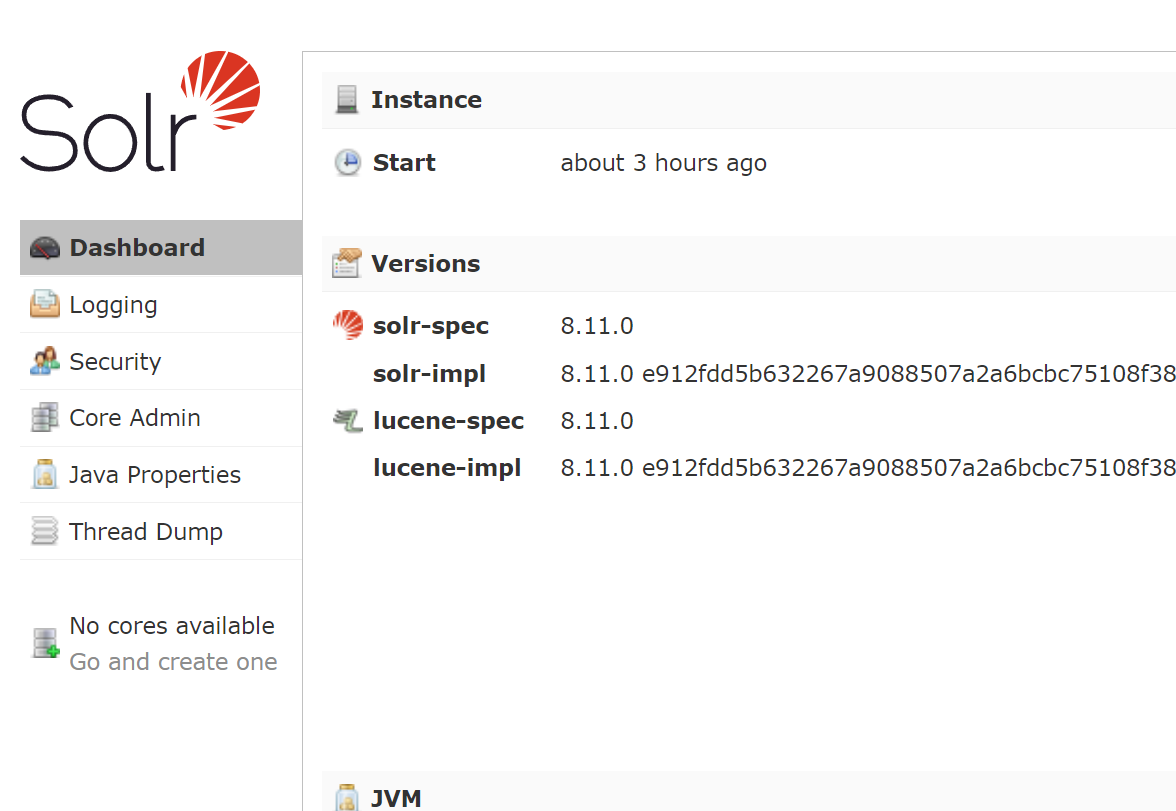 Solr
Dashboard
Logging
Security
Core Admin
Java Properties
Thread Dump
No cores available
Go and create one
Instance
Start about 3 hours ago
Versions
solr-spec 8.11.0
solr-impl 8.11.0 e912fdd5b632267a9088507a2a6bcbc75108f38
lucene-spec 8.11.0
lucene-impl 8.11.0 e912fdd5b632267a9088507a2a6bcbc75108f38
JVM